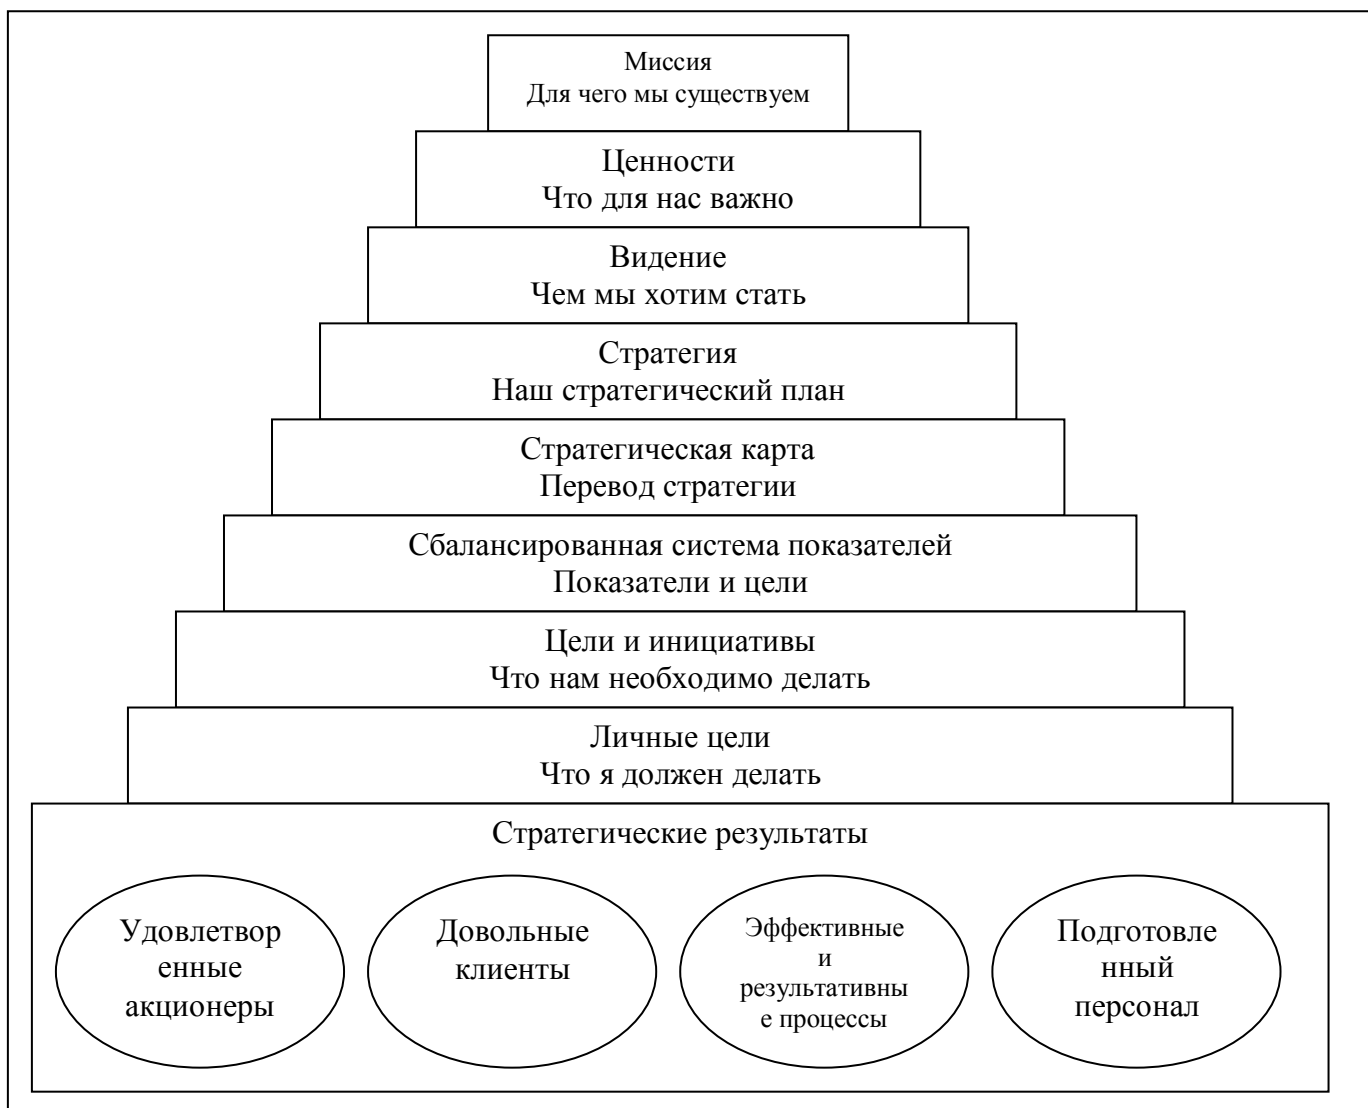 Миссия
Для чего мы существуем
Ценности
Что для нас важно
Видение
Чем мы хотим стать
Стратегия
Наш стратегический план
Стратегическая карта
Перевод стратегии
Сбалансированная система показателей
Показатели и цели
Цели и инициативы
Что нам необходимо делать
Личные цели
Что я должен делать
Стратегические результаты
Удовлетвор
енные
акционеры
Довольные
клиенты
Эффективные
и
результативны
е процессы
Подготовле
нный
персонал